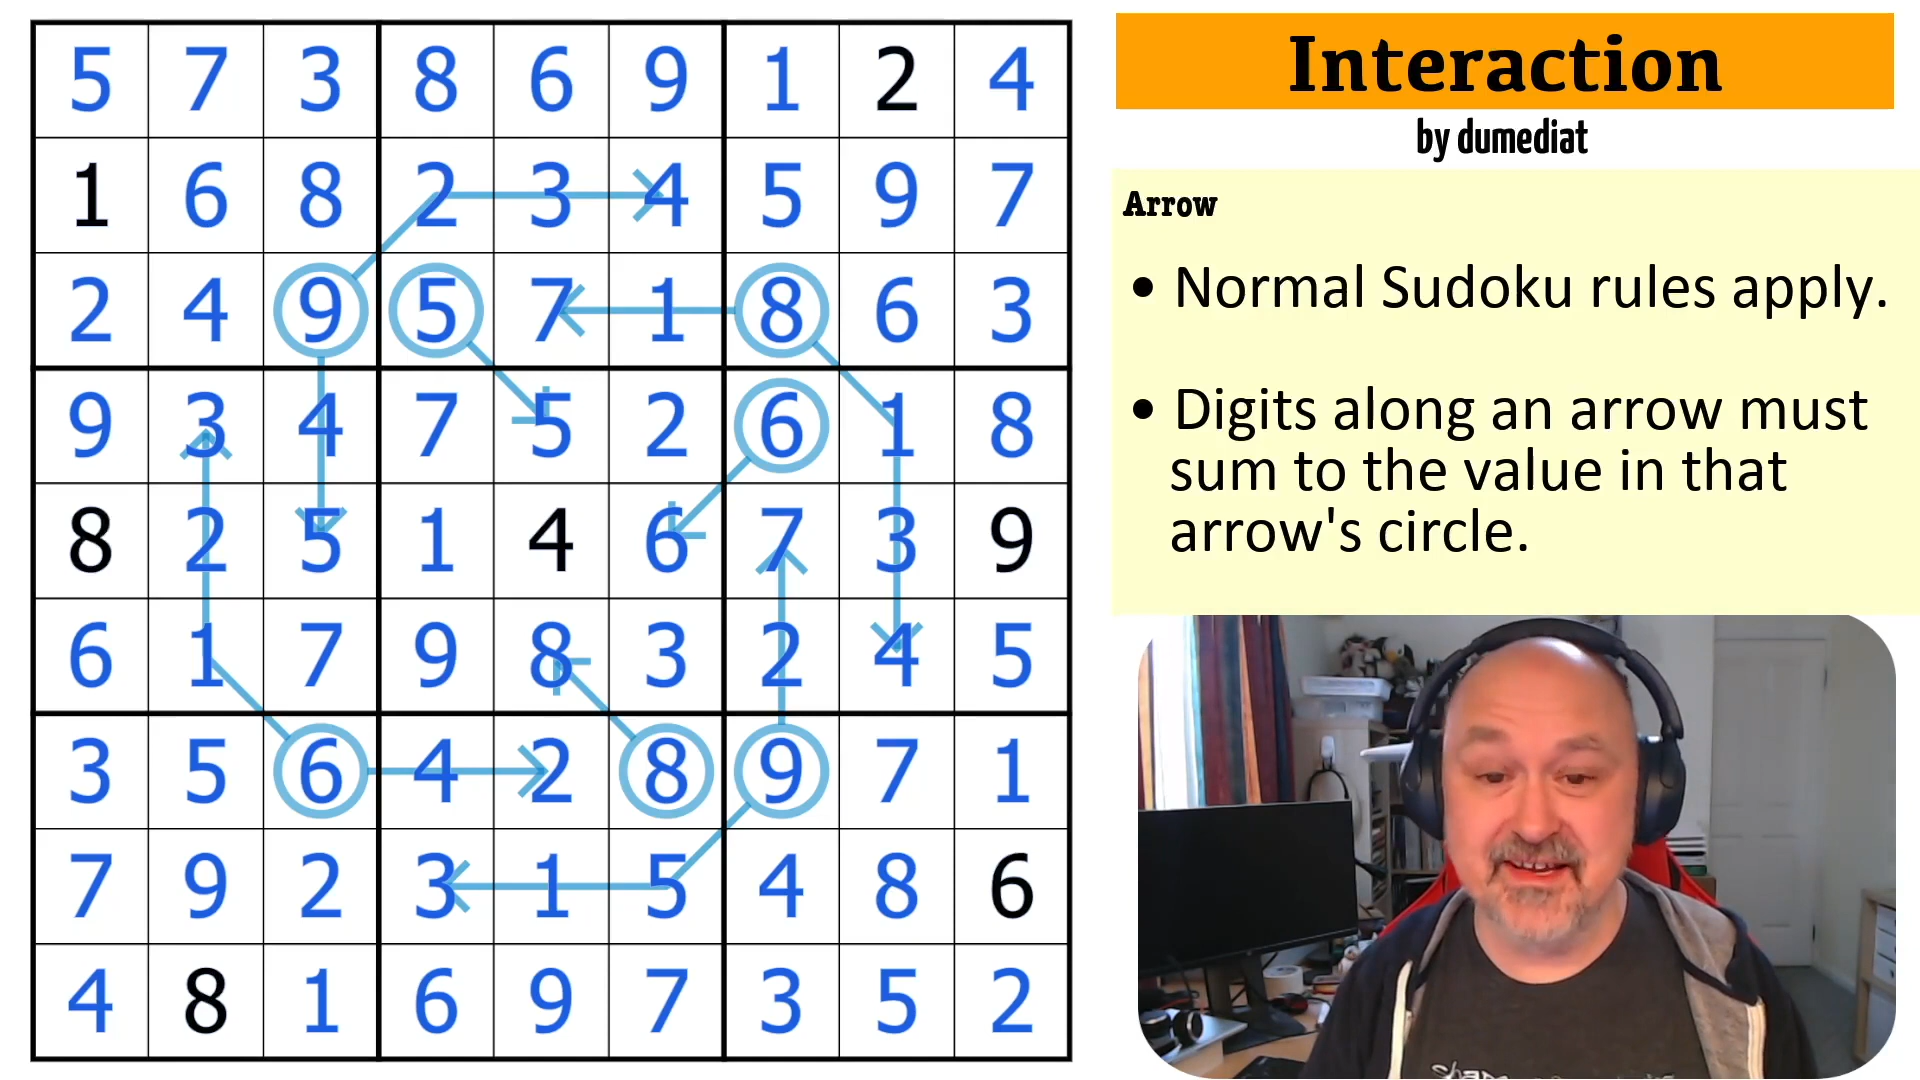 Interaction
by dumediat
Arrow
• Normal Sudoku rules apply.
• Digits along an arrow must
sum to the value in that
arrow's circle.
5 7 3 8 6 9 1 2 4
1 6 8 2 3 4 5 9 7
2 4 9 5 7 1 8 6 3
9 3 4 7 5 2 6 1 8
8 2 5 1 4 6 7 3 9
6 1 7 9 8 3 2 4 5
3 5 6 4 2 8 9 7 1
7 9 2 3 1 5 4 8 6
4 8 1 6 9 7 3 5 2